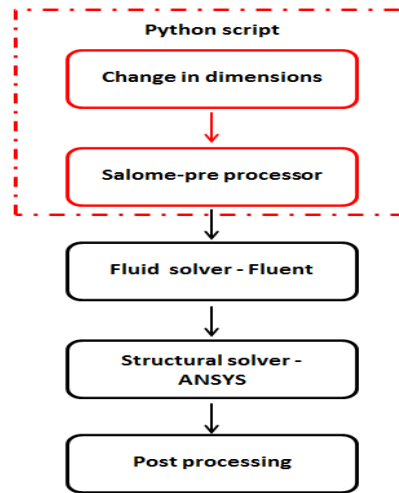 Python script
Change in dimensions
Salome-pre processor
Fluid solver - Fluent
Structural solver -
ANSYS
Post processing